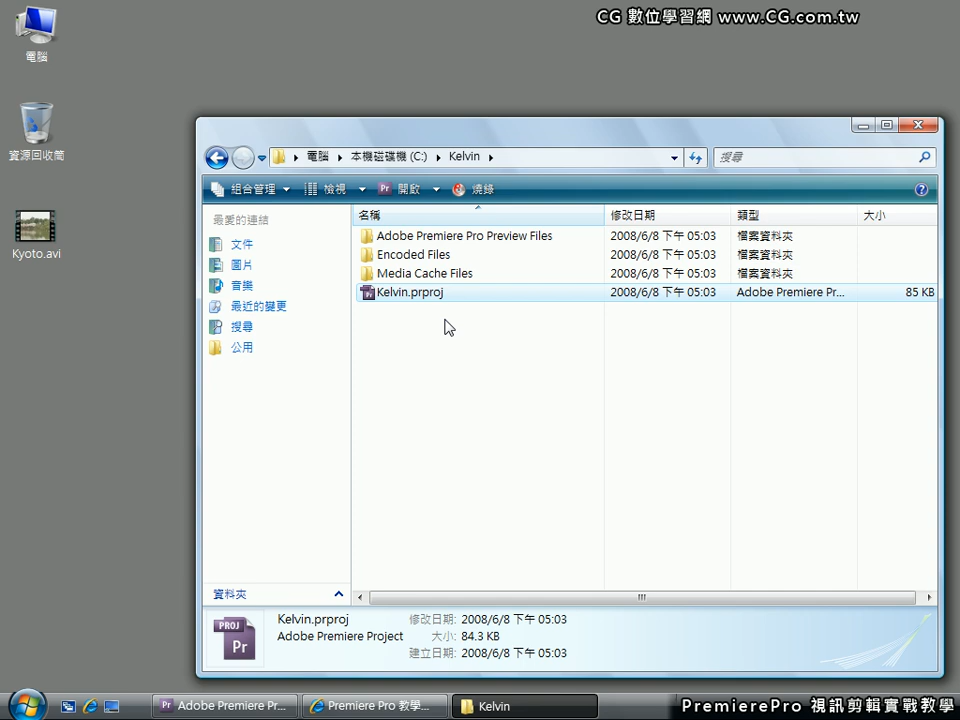 CG 數位學習網 www.CG.com.tw
電腦
資源回收筒
Kyoto.avi
電腦 本機磁碟機 (C:) Kelvin
搜尋
組合管理 檢視 Pr 開啟 燒錄
最愛的連結
文件
圖片
音樂
最近的變更
搜尋
公用
資料夾
名稱 修改日期 類型 大小
Adobe Premiere Pro Preview Files 2008/6/8 下午 05:03 檔案資料夾
Encoded Files 2008/6/8 下午 05:03 檔案資料夾
Media Cache Files 2008/6/8 下午 05:03 檔案資料夾
Kelvin.prproj 2008/6/8 下午 05:03 Adobe Premiere Pr... 85 KB
PROJ
Pr
Kelvin.prproj 修改日期: 2008/6/8 下午 05:03
Adobe Premiere Project 大小: 84.3 KB
建立日期: 2008/6/8 下午 05:03
Pr Adobe Premiere Pr... Premiere Pro 教學... Kelvin
PremierePro 視訊剪輯實戰教學